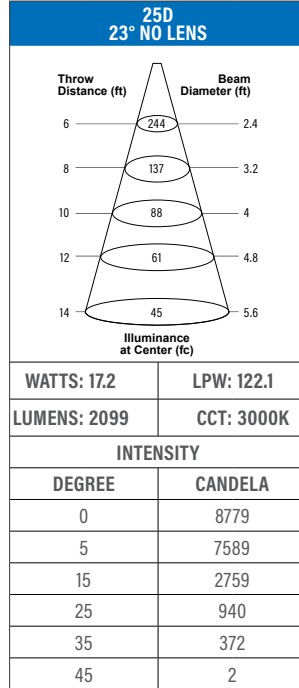 25D
23° NO LENS
Throw Beam
Distance (ft) Diameter (ft)
6 244 2.4
8 137 3.2
10 88 4
12 61 4.8
14 45 5.6
Illuminance
at Center (fc)
WATTS: 17.2 LPW: 122.1
LUMENS: 2099 CCT: 3000K
INTENSITY
DEGREE CANDELA
0 8779
5 7589
15 2759
25 940
35 372
45 2